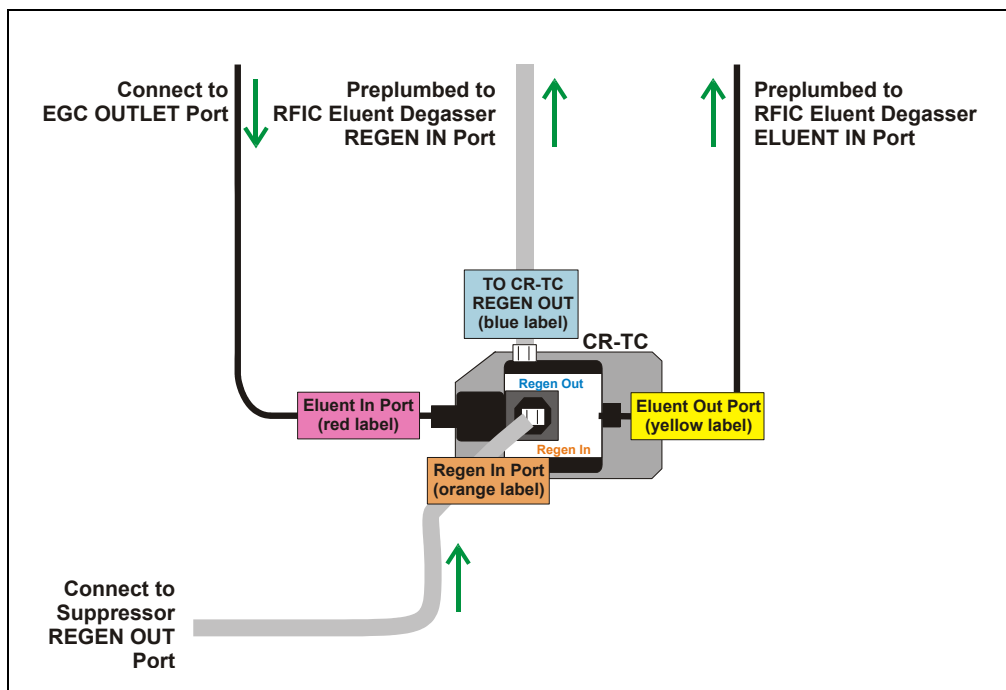 Connect to
EGC OUTLET Port
Preplumbed to
RFIC Eluent Degasser
REGEN IN Port
Preplumbed to
RFIC Eluent Degasser
ELUENT IN Port
TO CR-TC
REGEN OUT
(blue label)
CR-TC
Regen Out
Eluent In Port
(red label)
Eluent Out Port
(yellow label)
Regen In
Regen In Port
(orange label)
Connect to
Suppressor
REGEN OUT
Port